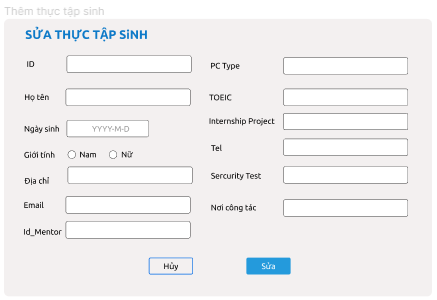 Thêm thực tập sinh
SỬA THỰC TẬP SiNH
ID
Họ tên
Ngày sinh
YYYY-M-D
Giới tính
Nam
Nữ
Địa chỉ
Email
Id_Mentor
PC Type
TOEIC
Internship Project
Tel
Sercurity Test
Nơi công tác
Hủy
Sửa